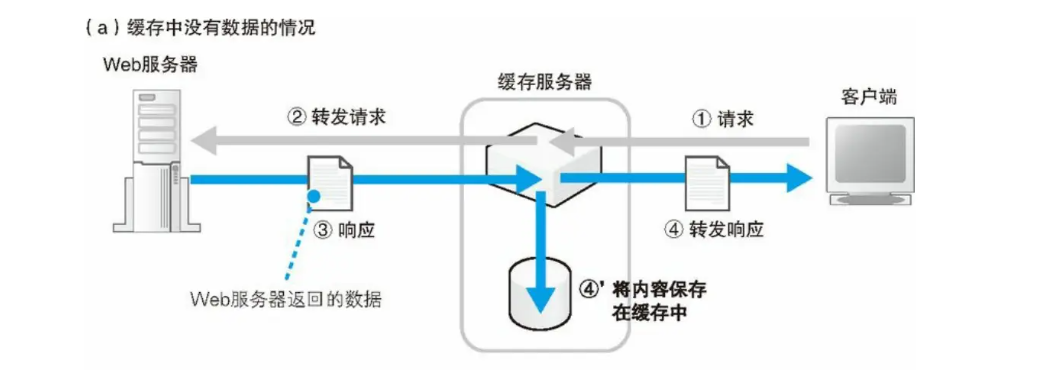 （a）缓存中没有数据的情况
Web服务器
缓存服务器
客户端
② 转发请求
① 请求
③ 响应
④ 转发响应
Web服务器返回的数据
④' 将内容保存
在缓存中